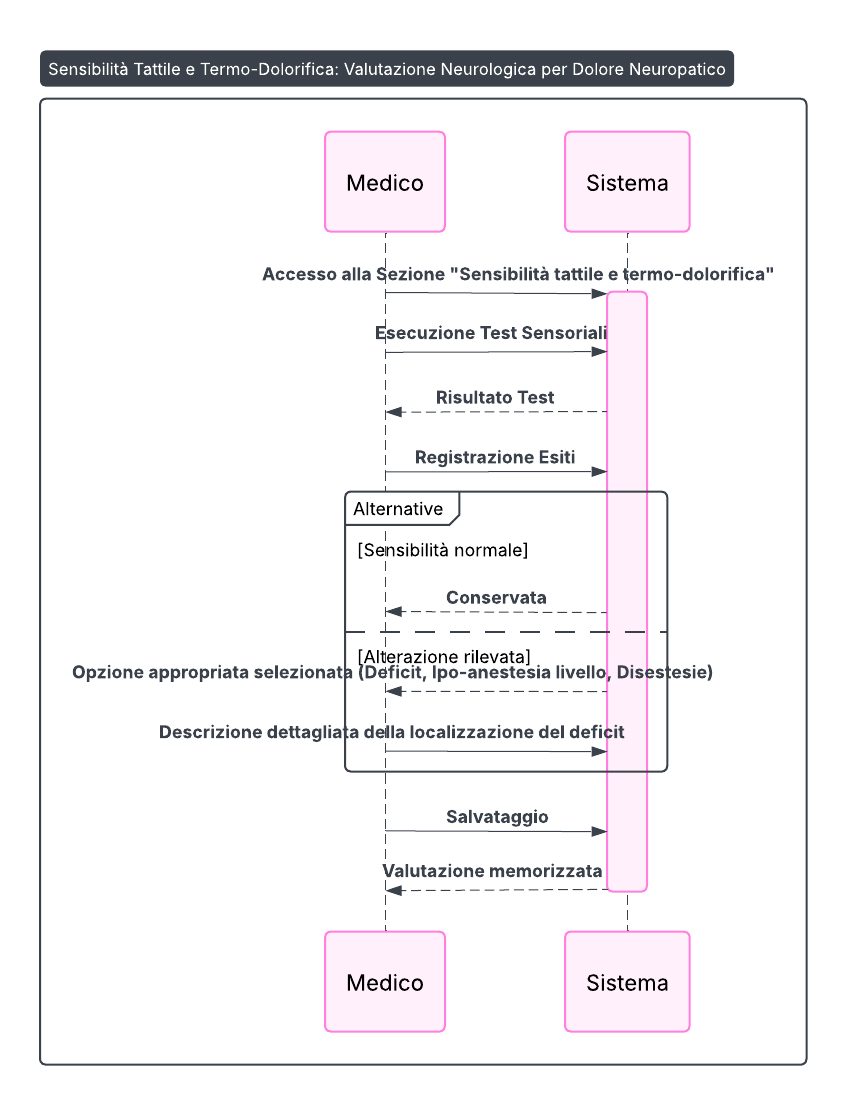 Sensibilità Tattile e Termo-Dolorifica: Valutazione Neurologica per Dolore Neuropatico
Medico
Sistema
Accesso alla Sezione "Sensibilità tattile e termo-dolorifica"
Esecuzione Test Sensoriali
Risultato Test
Registrazione Esiti
Alternative
[Sensibilità normale]
Conservata
[Alterazione rilevata]
Opzione appropriata selezionata (Deficit, Ipo-anestesia livello, Disestesie)
Descrizione dettagliata della localizzazione del deficit
Salvataggio
Valutazione memorizzata
Medico
Sistema